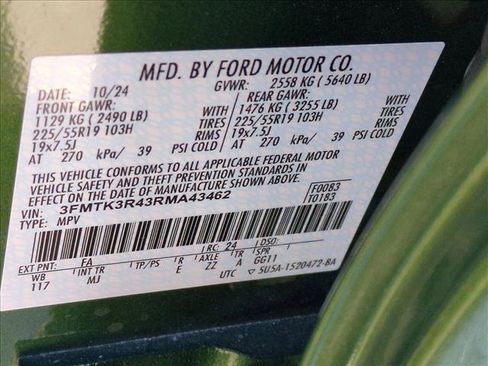 MFD. BY FORD MOTOR CO.
DATE: 10/24 GVWR: 2558 KG ( 5640 LB)
FRONT GAWR: REAR GAWR:
1129 KG ( 2490 LB) WITH 1476 KG ( 3255 LB) WITH
225/55R19 103H TIRES 225/55R19 103H TIRES
19x7.5J RIMS 19x7.5J RIMS
AT 270 kPa/ 39 PSI COLD AT 270 kPa/ 39 PSI COLD
THIS VEHICLE CONFORMS TO ALL APPLICABLE FEDERAL MOTOR
VEHICLE SAFETY AND THEFT PREVENTION STANDARDS IN
EFFECT ON THE DATE OF MANUFACTURE SHOWN ABOVE.
VIN: 3FMTK3R43RMA43462 F0083
TYPE: MPV T0183
EXT PNT: FA RC: 24 DSO:
WB INT TR TP/PS R AXLE TR SPR
117 MJ E ZZ A GG11
UTC 5U5A-1520472-BA